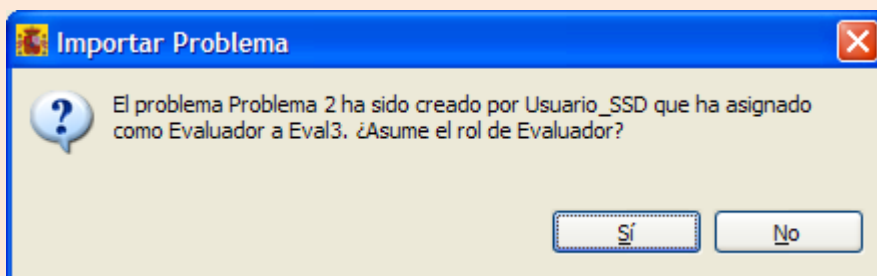 Importar Problema
El problema Problema 2 ha sido creado por Usuario_SSD que ha asignado
como Evaluador a Eval3. ¿Asume el rol de Evaluador?
Sí
No